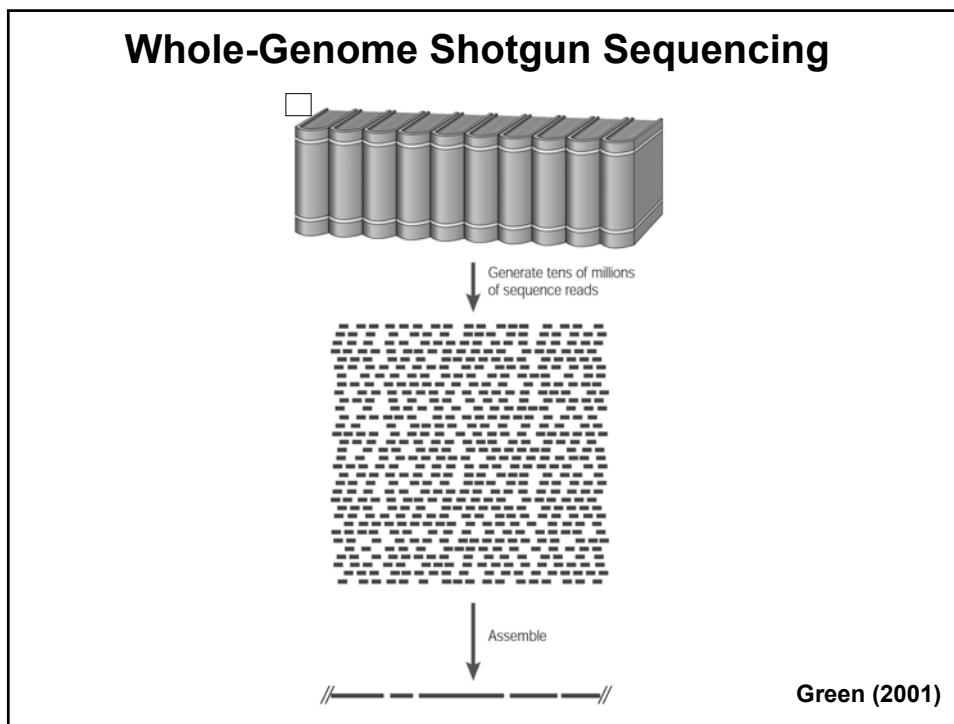 Whole-Genome Shotgun Sequencing
Generate tens of millions
of sequence reads
Assemble
Green (2001)